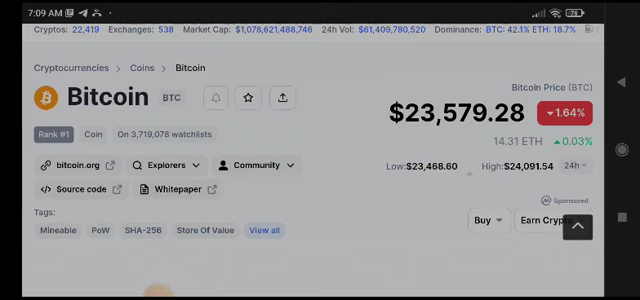 7:09 AM
76
Cryptos: 22,419 Exchanges: 538 Market Cap: $1,078,621,488,746 24h Vol: $61,409,780,520 Dominance: BTC: 42.1% ETH: 18.7%
Cryptocurrencies > Coins > Bitcoin
Bitcoin BTC
Bitcoin Price (BTC)
$23,579.28 1.64%
14.31 ETH 0.03%
Rank #1 Coin On 3,719,078 watchlists
Low:$23,468.60 High:$24,091.54 24h
bitcoin.org Explorers Community
Source code Whitepaper
Sponsored
Tags:
Buy Earn Crypto
Mineable PoW SHA-256 Store Of Value View all